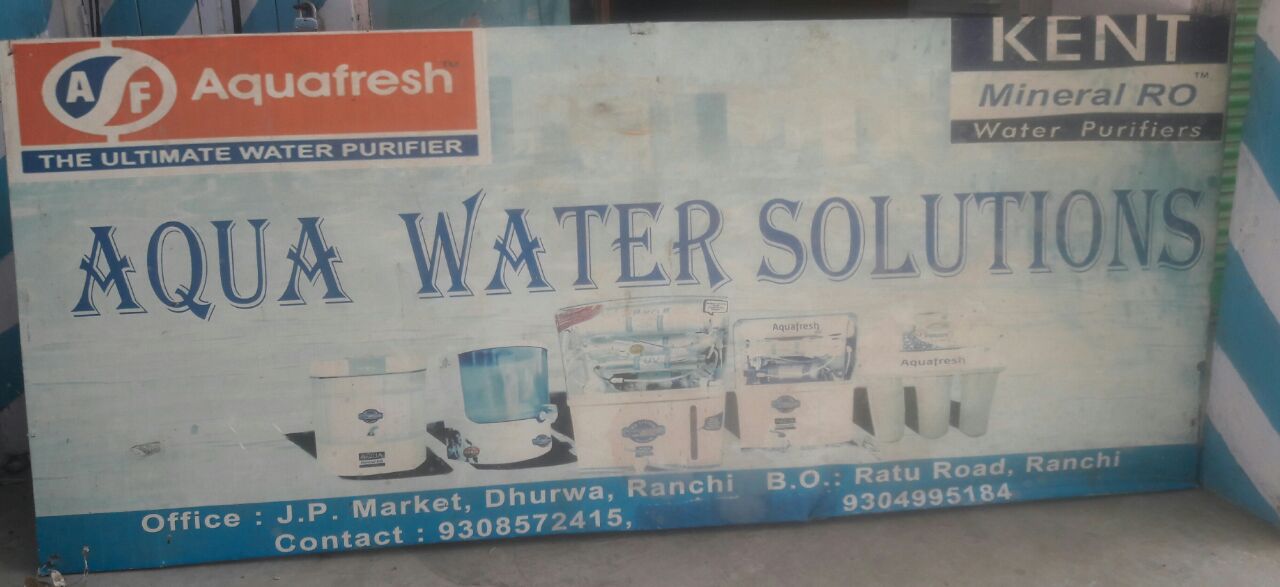 AF Aquafresh™
THE ULTIMATE WATER PURIFIER
KENT
Mineral RO™
Water Purifiers
AQUA WATER SOLUTIONS
Aquafresh
Aquafresh
Office : J.P. Market, Dhurwa, Ranchi B.O.: Ratu Road, Ranchi
Contact : 9308572415, 9304995184